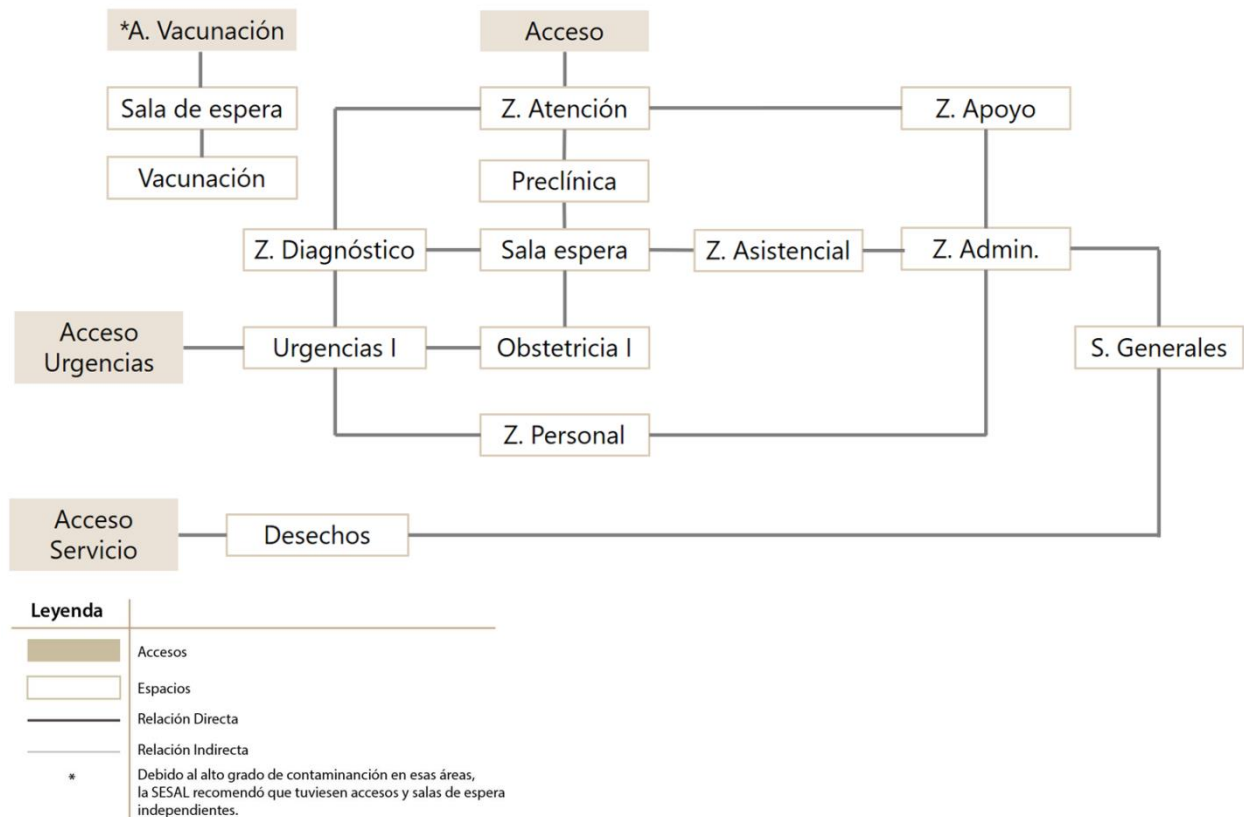 *A. Vacunación
Acceso
Sala de espera
Z. Atención
Z. Apoyo
Vacunación
Preclínica
Z. Diagnóstico
Sala espera
Z. Asistencial
Z. Admin.
Acceso
Urgencias
Urgencias I
Obstetricia I
S. Generales
Z. Personal
Acceso
Servicio
Desechos
Leyenda
Accesos
Espacios
Relación Directa
Relación Indirecta
* Debido al alto grado de contaminanción en esas áreas,
la SESAL recomendó que tuviesen accesos y salas de espera
independientes.